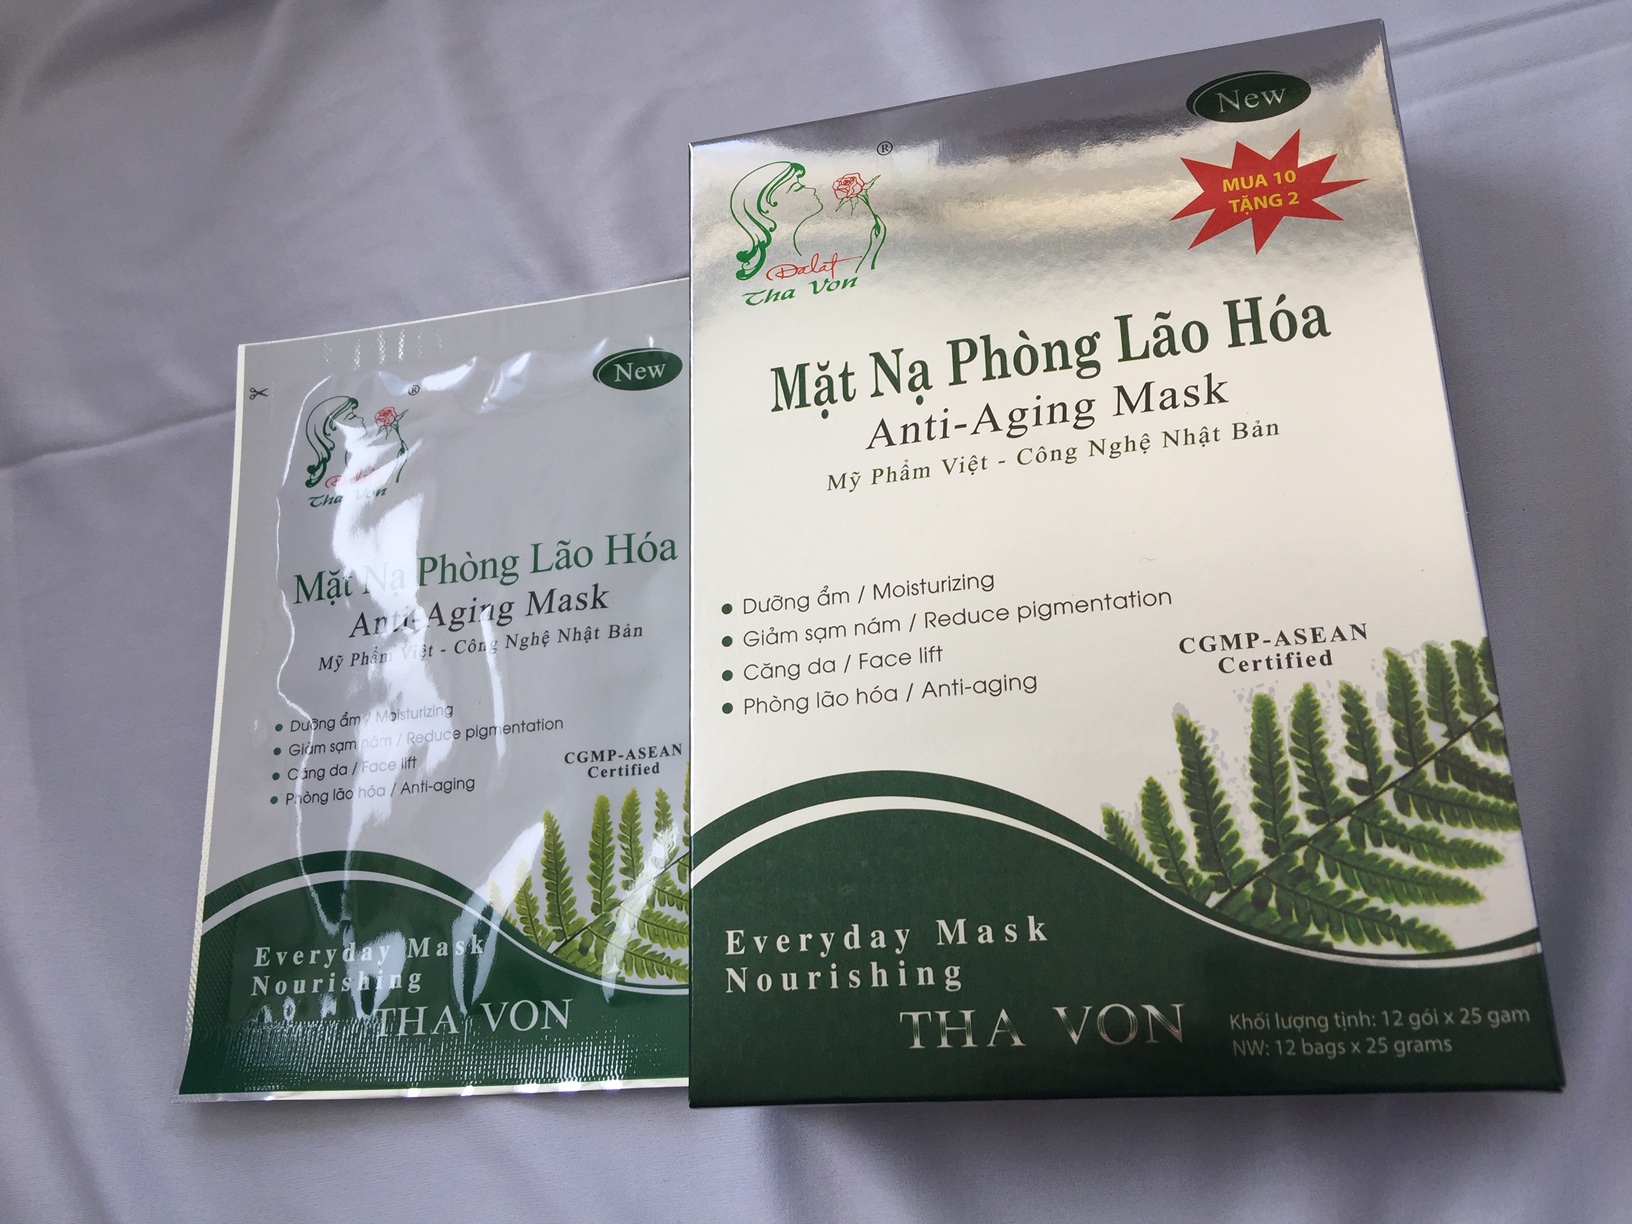 New
®
Dalat
Tha Von
Mặt Nạ Phòng Lão Hóa
Anti-Aging Mask
Mỹ Phẩm Việt - Công Nghệ Nhật Bản
Dưỡng ẩm / Moisturizing
Giảm sạm nám / Reduce pigmentation
Căng da / Face lift
Phòng lão hóa / Anti-aging
CGMP-ASEAN
Certified
Everyday Mask
Nourishing
THA VON
New
MUA 10
TẶNG 2
®
Dalat
Tha Von
Mặt Nạ Phòng Lão Hóa
Anti-Aging Mask
Mỹ Phẩm Việt - Công Nghệ Nhật Bản
Dưỡng ẩm / Moisturizing
Giảm sạm nám / Reduce pigmentation
Căng da / Face lift
Phòng lão hóa / Anti-aging
CGMP-ASEAN
Certified
Everyday Mask
Nourishing
THA VON
Khối lượng tịnh: 12 gói x 25 gam
NW: 12 bags x 25 grams